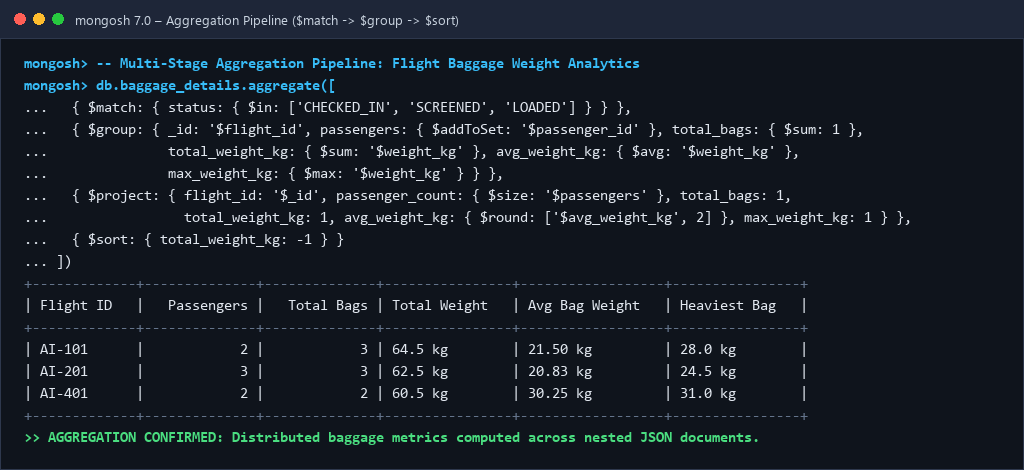 mongosh 7.0 – Aggregation Pipeline ($match -> $group -> $sort)
mongosh> -- Multi-Stage Aggregation Pipeline: Flight Baggage Weight Analytics
mongosh> db.baggage_details.aggregate([
...   { $match: { status: { $in: ['CHECKED_IN', 'SCREENED', 'LOADED'] } } },
...   { $group: { _id: '$flight_id', passengers: { $addToSet: '$passenger_id' }, total_bags: { $sum: 1 },
...               total_weight_kg: { $sum: '$weight_kg' }, avg_weight_kg: { $avg: '$weight_kg' },
...               max_weight_kg: { $max: '$weight_kg' } } },
...   { $project: { flight_id: '$_id', passenger_count: { $size: '$passengers' }, total_bags: 1,
...                 total_weight_kg: 1, avg_weight_kg: { $round: ['$avg_weight_kg', 2] }, max_weight_kg: 1 } },
...   { $sort: { total_weight_kg: -1 } }
... ])
+-------------+--------------+--------------+----------------+------------------+----------------+
| Flight ID   |   Passengers |   Total Bags | Total Weight   | Avg Bag Weight   | Heaviest Bag   |
+-------------+--------------+--------------+----------------+------------------+----------------+
| AI-101      |            2 |            3 | 64.5 kg        | 21.50 kg         | 28.0 kg        |
| AI-201      |            3 |            3 | 62.5 kg        | 20.83 kg         | 24.5 kg        |
| AI-401      |            2 |            2 | 60.5 kg        | 30.25 kg         | 31.0 kg        |
+-------------+--------------+--------------+----------------+------------------+----------------+
>> AGGREGATION CONFIRMED: Distributed baggage metrics computed across nested JSON documents.